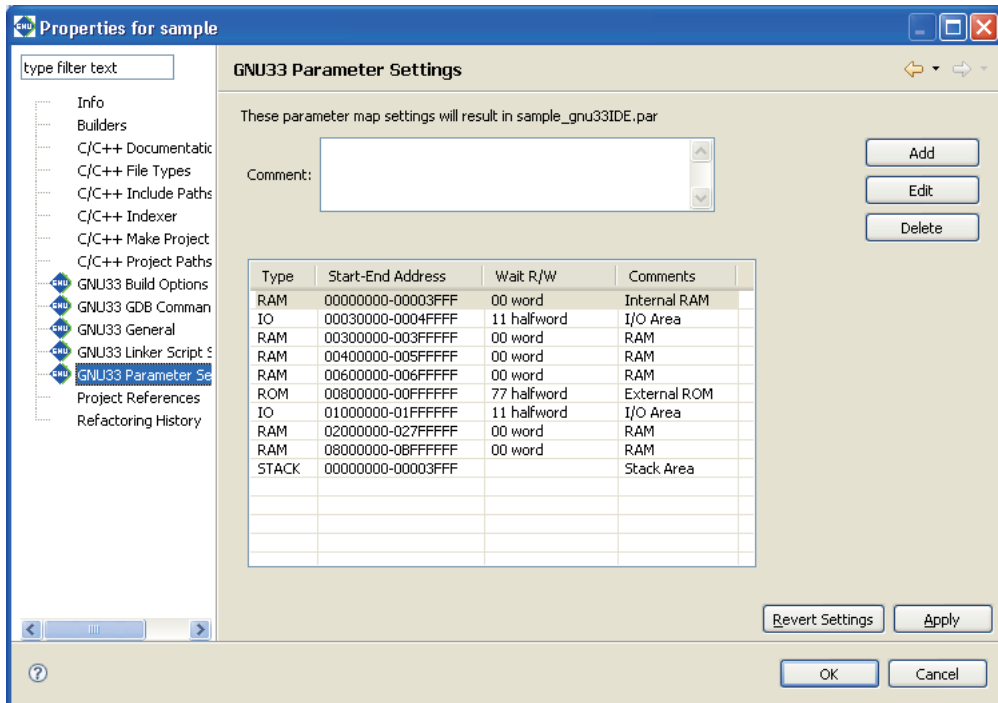 Properties for sample
type filter text
Info
Builders
C/C++ Documentatic
C/C++ File Types
C/C++ Include Paths
C/C++ Indexer
C/C++ Make Project
C/C++ Project Paths
GNU33 Build Options
GNU33 GDB Comman
GNU33 General
GNU33 Linker Script S
GNU33 Parameter Se
Project References
Refactoring History
GNU33 Parameter Settings
These parameter map settings will result in sample_gnu33IDE.par
Comment:
Add
Edit
Delete
Type Start-End Address Wait R/W Comments
RAM 00000000-00003FFF 00 word Internal RAM
IO 00030000-0004FFFF 11 halfword I/O Area
RAM 00300000-003FFFFF 00 word RAM
RAM 00400000-005FFFFF 00 word RAM
RAM 00600000-006FFFFF 00 word RAM
ROM 00800000-00FFFFFF 77 halfword External ROM
IO 01000000-01FFFFFF 11 halfword I/O Area
RAM 02000000-027FFFFF 00 word RAM
RAM 08000000-0BFFFFFF 00 word RAM
STACK 00000000-00003FFF Stack Area
Revert Settings
Apply
OK
Cancel